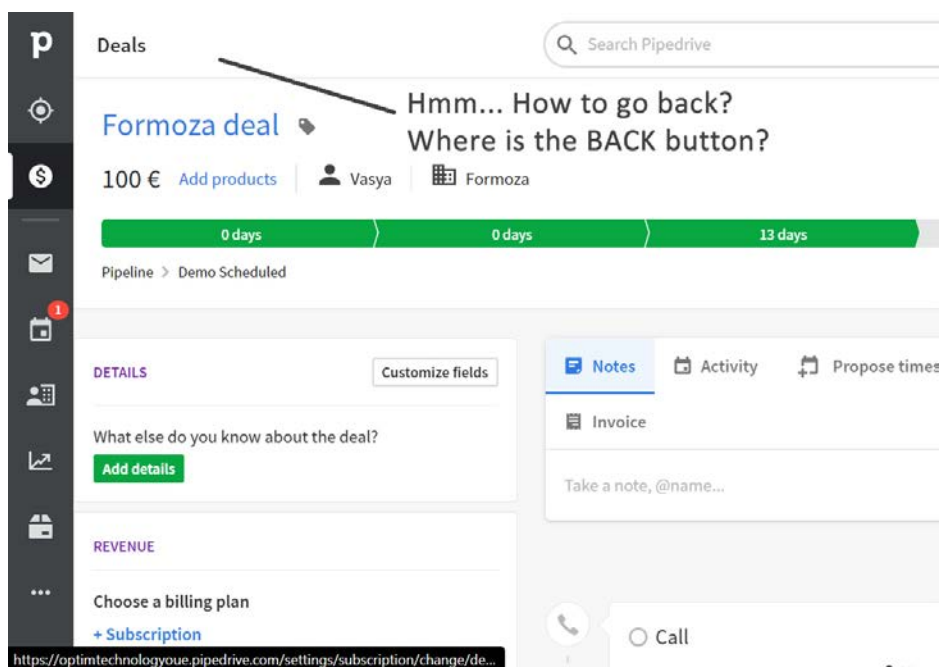 p
Deals
Search Pipedrive
Hmm... How to go back?
Where is the BACK button?
Formoza deal
100 € Add products Vasya Formoza
0 days 0 days 13 days
Pipeline > Demo Scheduled
1
DETAILS
Customize fields
What else do you know about the deal?
Add details
REVENUE
Choose a billing plan
+ Subscription
Notes Activity Propose times
Invoice
Take a note, @name...
Call
https://optimtechnologyoue.pipedrive.com/settings/subscription/change/de...